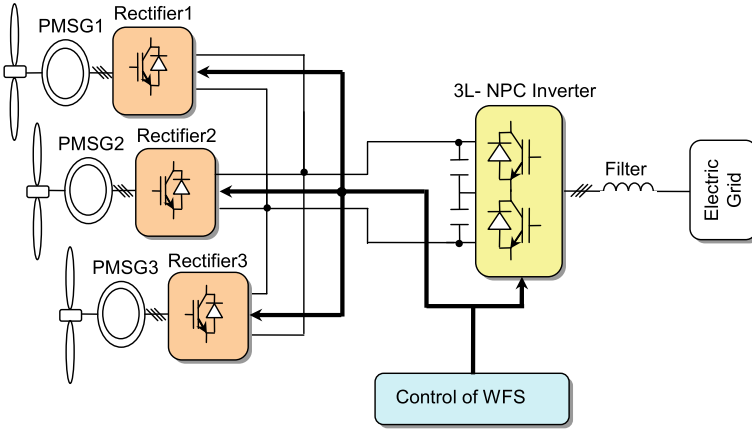 PMSG1
Rectifier1
PMSG2
Rectifier2
PMSG3
Rectifier3
3L- NPC Inverter
Filter
Electric
Grid
Control of WFS